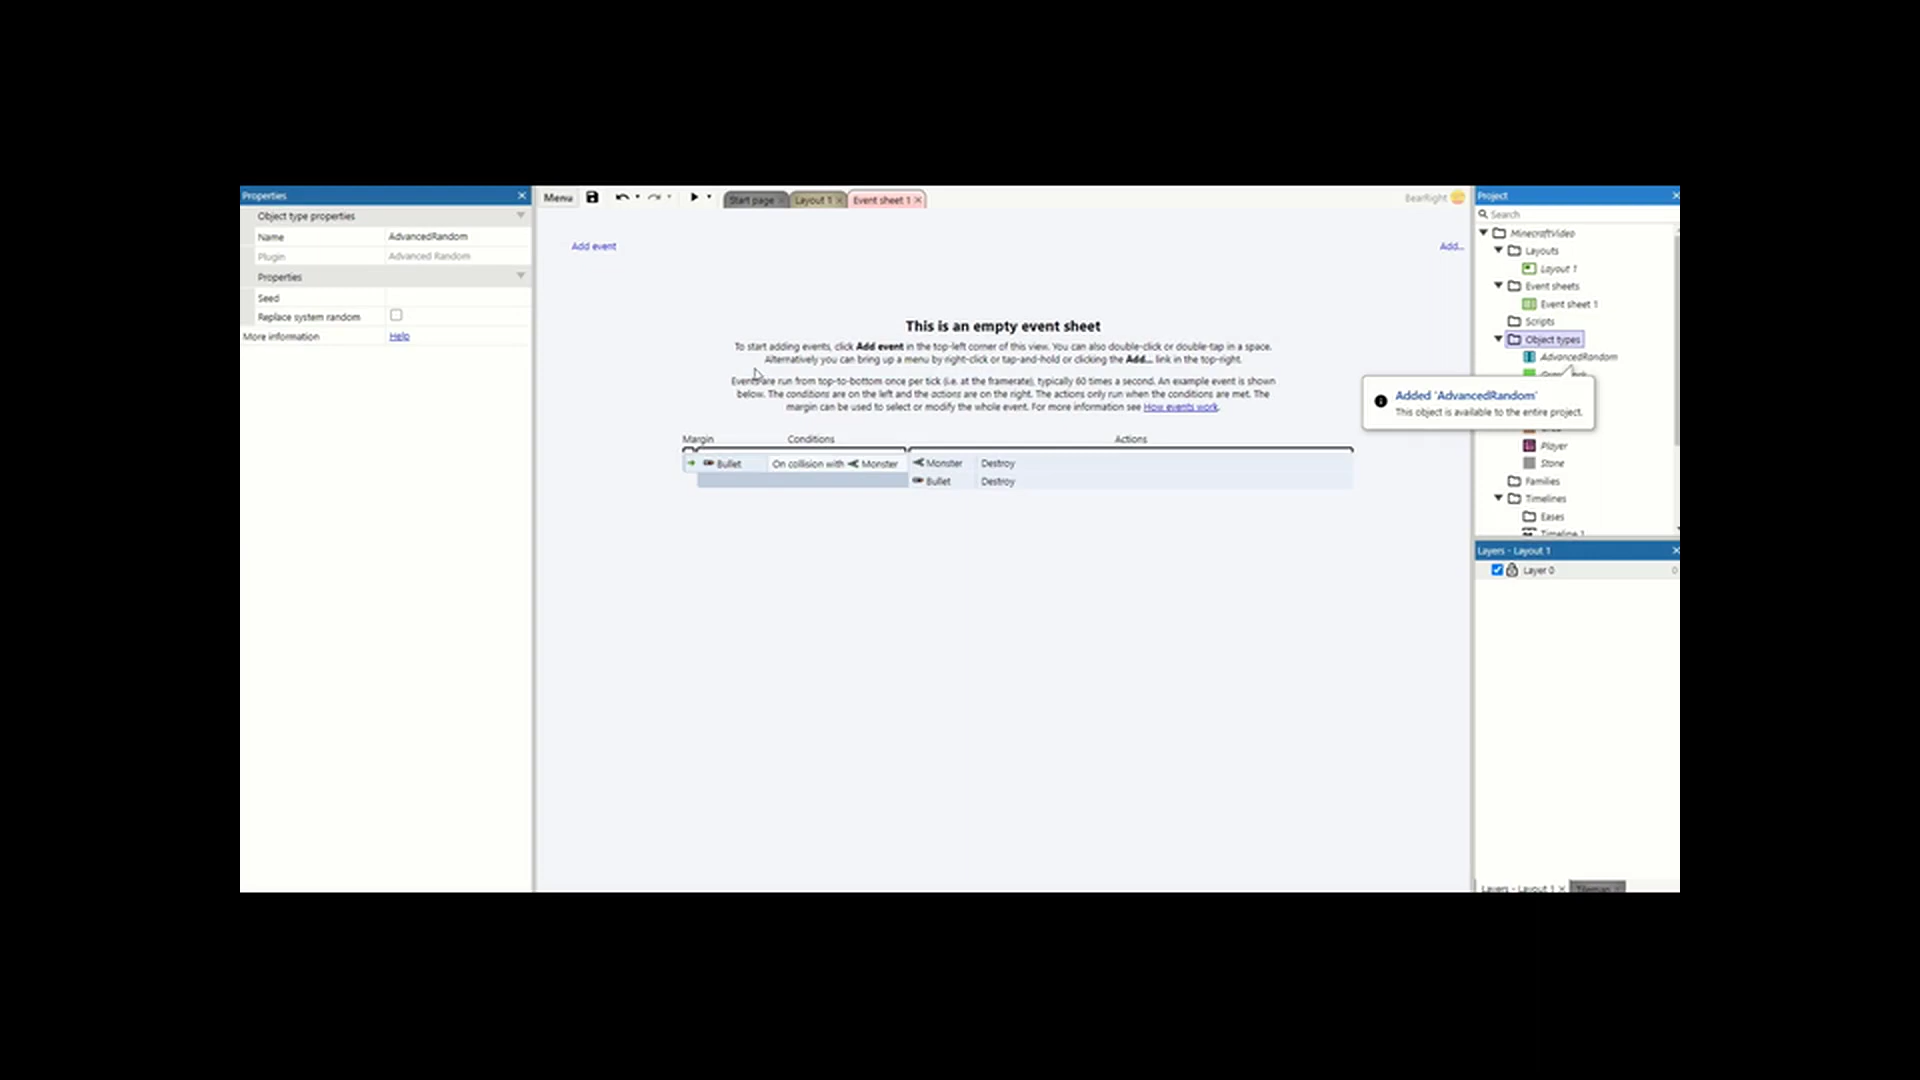 Properties
Object type properties
Name AdvancedRandom
Plugin Advanced Random
Properties
Seed
Replace system random
More information Help
Menu
Start page
Layout 1
Event sheet 1
BearRight
Add event
Add...
This is an empty event sheet
To start adding events, click Add event in the top-left corner of this view. You can also double-click or double-tap in a space.
Alternatively you can bring up a menu by right-click or tap-and-hold or clicking the Add... link in the top-right.
Events are run from top-to-bottom once per tick (i.e. at the framerate), typically 60 times a second. An example event is shown
below. The conditions are on the left and the actions are on the right. The actions only run when the conditions are met. The
margin can be used to select or modify the whole event. For more information see How events work.
Margin Conditions Actions
Bullet On collision with Monster Monster Destroy
Bullet Destroy
Project
Search
MinecraftVideo
Layouts
Layout 1
Event sheets
Event sheet 1
Scripts
Object types
AdvancedRandom
Added 'AdvancedRandom'
This object is available to the entire project.
Player
Stone
Families
Timelines
Eases
Timeline 1
Layers - Layout 1
Layer 0 0
Layers - Layout 1
Tilemap